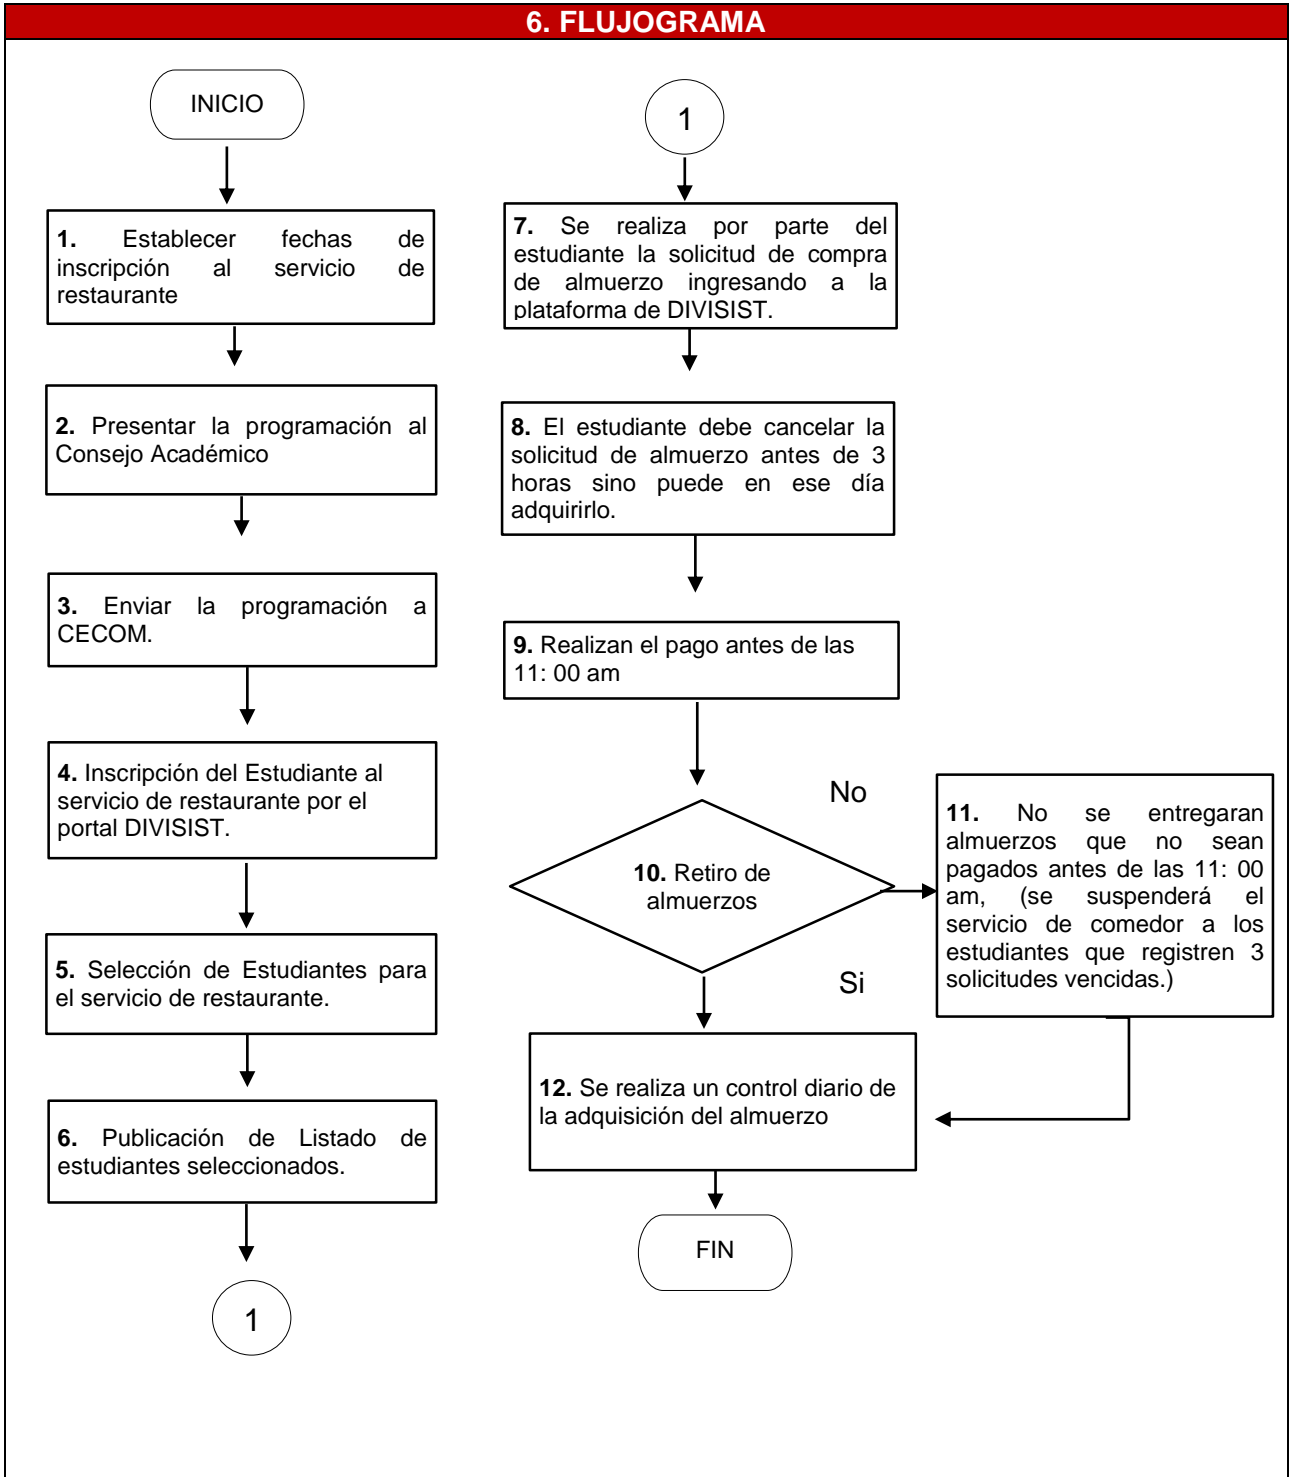 6. FLUJOGRAMA
INICIO
1. Establecer fechas de
inscripción al servicio de
restaurante
2. Presentar la programación al
Consejo Académico
3. Enviar la programación a
CECOM.
4. Inscripción del Estudiante al
servicio de restaurante por el
portal DIVISIST.
5. Selección de Estudiantes para
el servicio de restaurante.
6. Publicación de Listado de
estudiantes seleccionados.
1
1
7. Se realiza por parte del
estudiante la solicitud de compra
de almuerzo ingresando a la
plataforma de DIVISIST.
8. El estudiante debe cancelar la
solicitud de almuerzo antes de 3
horas sino puede en ese día
adquirirlo.
9. Realizan el pago antes de las
11: 00 am
10. Retiro de
almuerzos
No
11. No se entregaran
almuerzos que no sean
pagados antes de las 11: 00
am, (se suspenderá el
servicio de comedor a los
estudiantes que registren 3
solicitudes vencidas.)
Si
12. Se realiza un control diario de
la adquisición del almuerzo
FIN